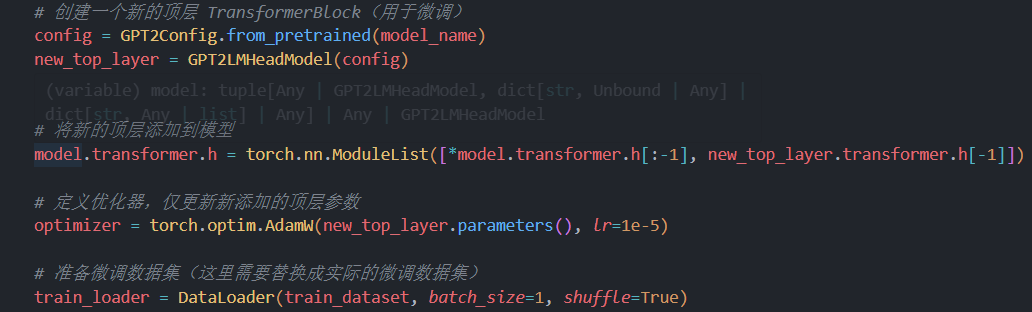 # 创建一个新的顶层 TransformerBlock（用于微调）
config = GPT2Config.from_pretrained(model_name)
new_top_layer = GPT2LMHeadModel(config)
(variable) model: tuple[Any | GPT2LMHeadModel, dict[str, Unbound | Any] |
dict[str, Any | list] | Any] | Any | GPT2LMHeadModel
# 将新的顶层添加到模型
model.transformer.h = torch.nn.ModuleList([*model.transformer.h[:-1], new_top_layer.transformer.h[-1]])
# 定义优化器，仅更新新添加的顶层参数
optimizer = torch.optim.AdamW(new_top_layer.parameters(), lr=1e-5)
# 准备微调数据集（这里需要替换成实际的微调数据集）
train_loader = DataLoader(train_dataset, batch_size=1, shuffle=True)